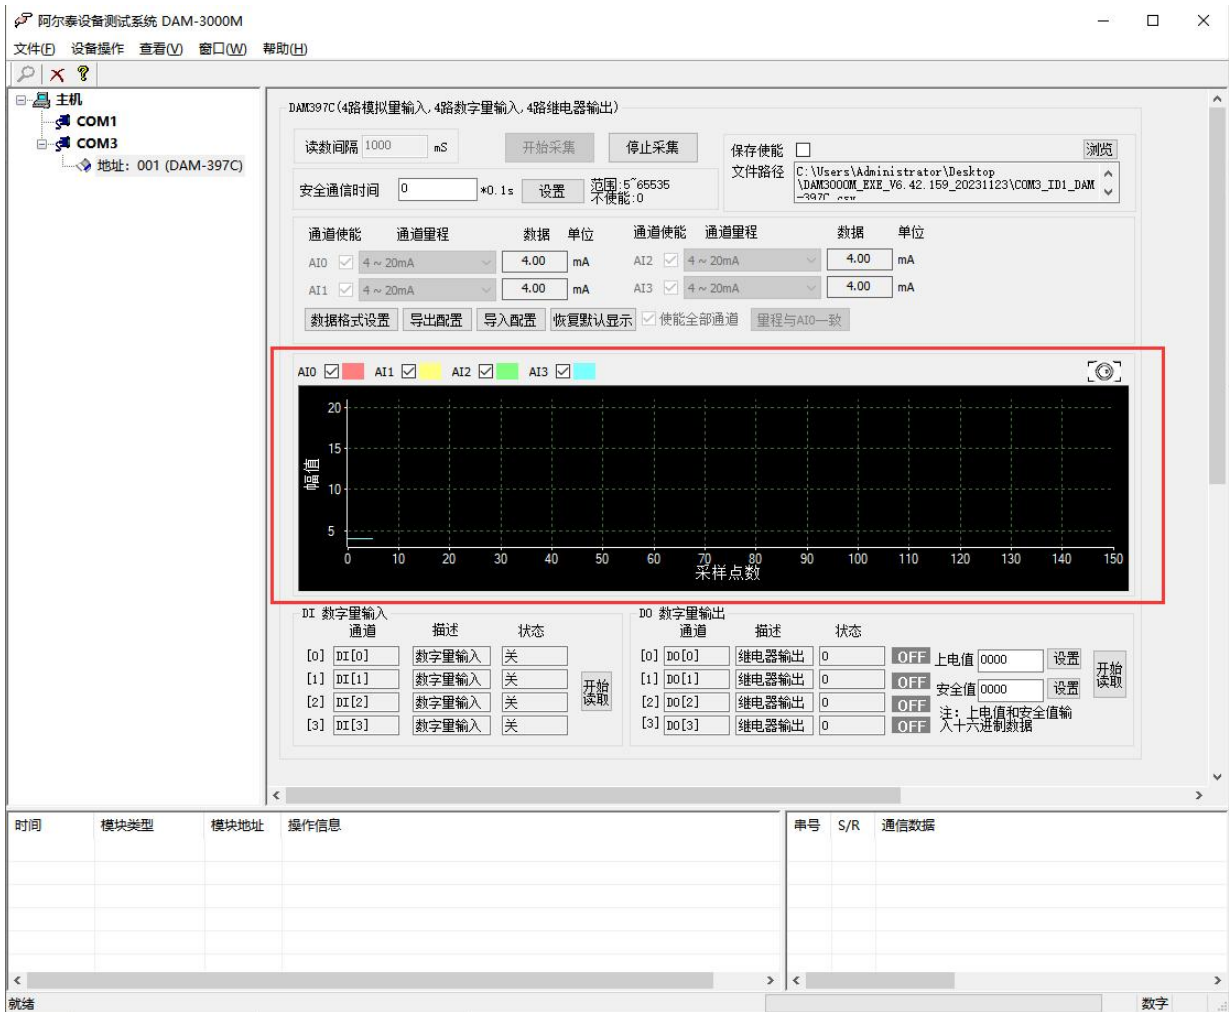 阿尔泰设备测试系统 DAM-3000M
文件(F) 设备操作 查看(V) 窗口(W) 帮助(H)
主机
COM1
COM3
地址：001 (DAM-397C)
DAM397C(4路模拟量输入,4路数字量输入,4路继电器输出)
读数间隔 1000 mS 开始采集 停止采集
保存使能 浏览
文件路径 C:\Users\Administrator\Desktop
\DAM3000M_EXE_V6.42.159_20231123\COM3_ID1_DAM
-397C.csv
安全通信时间 0 *0.1s 设置 范围:5~65535
不使能:0
通道使能 通道量程 数据 单位 通道使能 通道量程 数据 单位
AI0 4 ~ 20mA 4.00 mA AI2 4 ~ 20mA 4.00 mA
AI1 4 ~ 20mA 4.00 mA AI3 4 ~ 20mA 4.00 mA
数据格式设置 导出配置 导入配置 恢复默认显示 使能全部通道 量程与AI0一致
AI0 AI1 AI2 AI3
20
15
10
5
幅值
0 10 20 30 40 50 60 70 80 90 100 110 120 130 140 150
采样点数
DI 数字量输入
通道 描述 状态
[0] DI[0] 数字量输入 关
[1] DI[1] 数字量输入 关
[2] DI[2] 数字量输入 关
[3] DI[3] 数字量输入 关
开始
读取
DO 数字量输出
通道 描述 状态
[0] DO[0] 继电器输出 0 OFF
[1] DO[1] 继电器输出 0 OFF
[2] DO[2] 继电器输出 0 OFF
[3] DO[3] 继电器输出 0 OFF
上电值 0000 设置
安全值 0000 设置
注：上电值和安全值输
入十六进制数据
开始
读取
时间 模块类型 模块地址 操作信息
串号 S/R 通信数据
就绪 数字